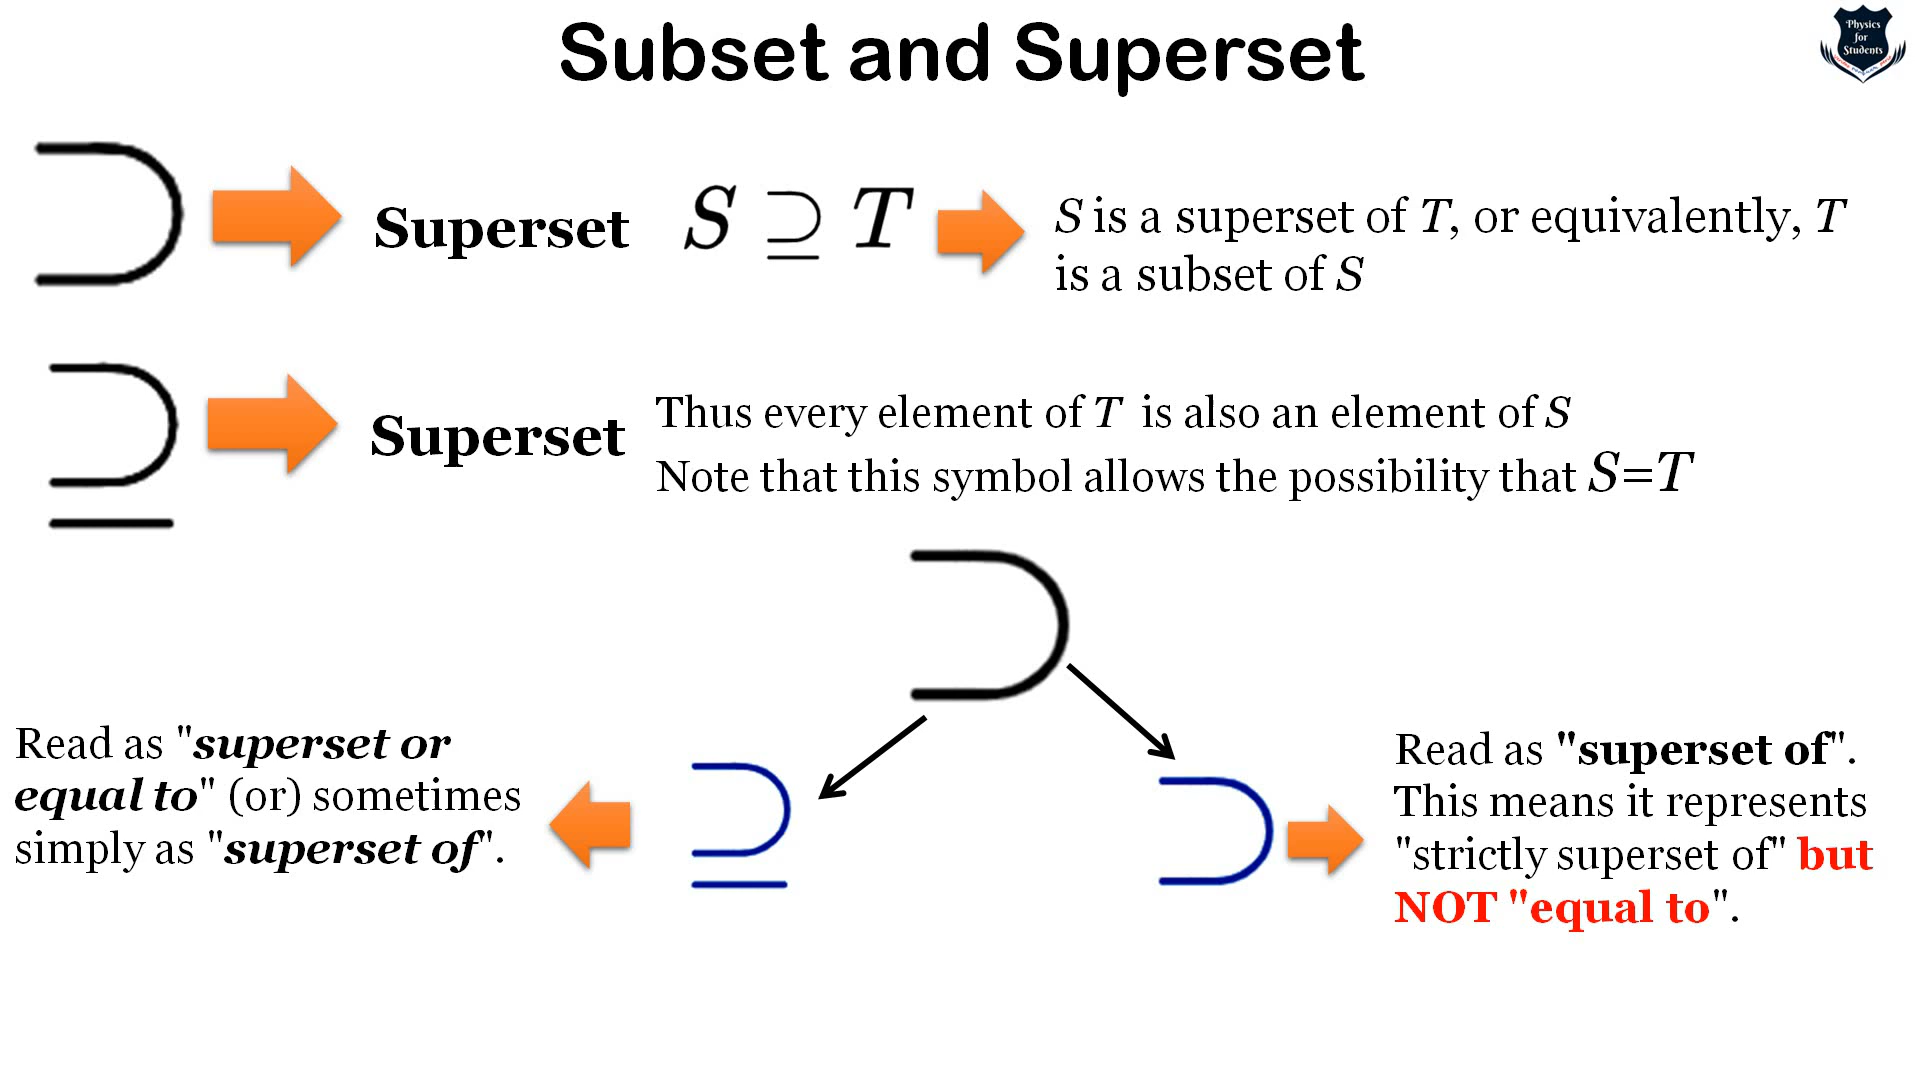 Subset and Superset
Physics
for
Students
⊃ Superset S ⊇ T S is a superset of T, or equivalently, T
is a subset of S
⊇ Superset Thus every element of T is also an element of S
Note that this symbol allows the possibility that S=T
⊃
Read as "superset or
equal to" (or) sometimes
simply as "superset of".
⊇
⊃
Read as "superset of".
This means it represents
"strictly superset of" but
NOT "equal to".